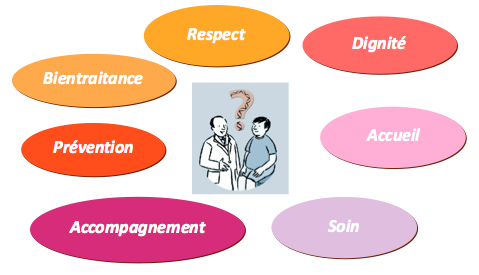 Respect
Dignité
Bientraitance
Accueil
Prévention
Accompagnement
Soin
?